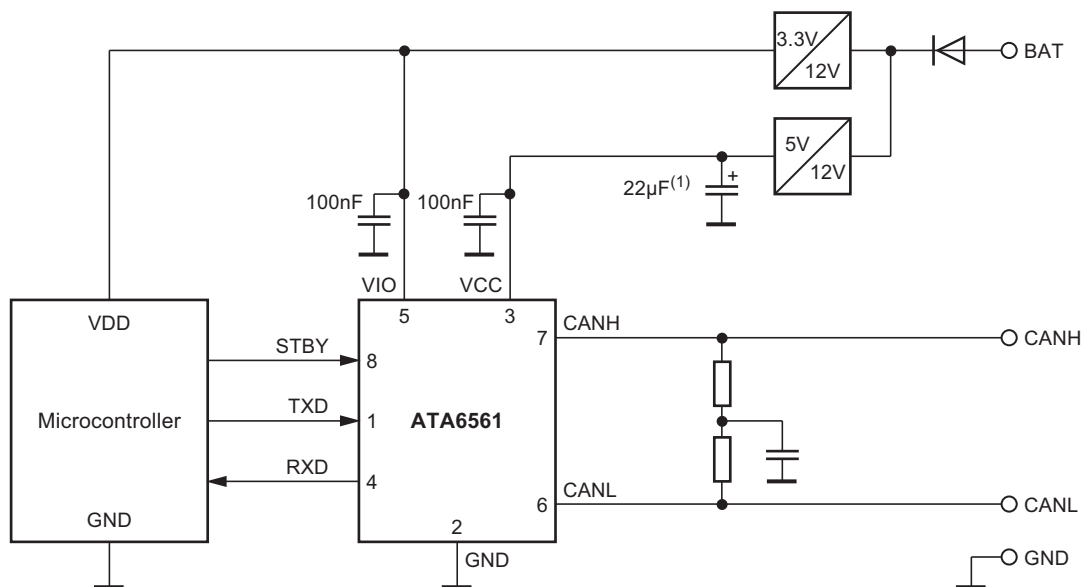 3.3V
12V
BAT
5V
12V
22µF(1)
+
100nF
100nF
VIO
VCC
5
3
VDD
Microcontroller
GND
STBY
TXD
RXD
8
1
4
ATA6561
2
GND
7
6
CANH
CANL
CANH
CANL
GND